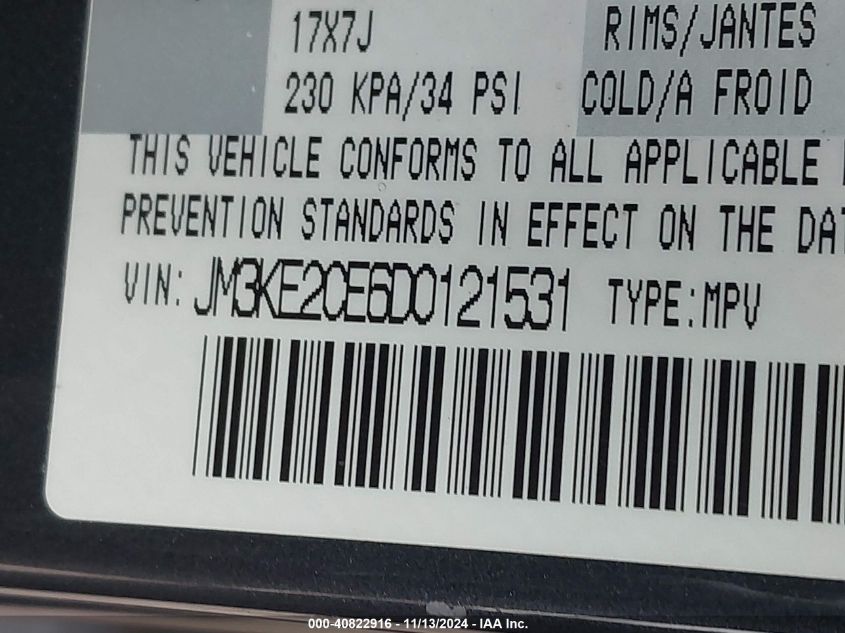 17X7J RIMS/JANTES
230 KPA/34 PSI COLD/A FROID
THIS VEHICLE CONFORMS TO ALL APPLICABLE
PREVENTION STANDARDS IN EFFECT ON THE DAT
VIN: JM3KE2CE6D0121531 TYPE:MPV
000-40822916 - 11/13/2024 - IAA Inc.